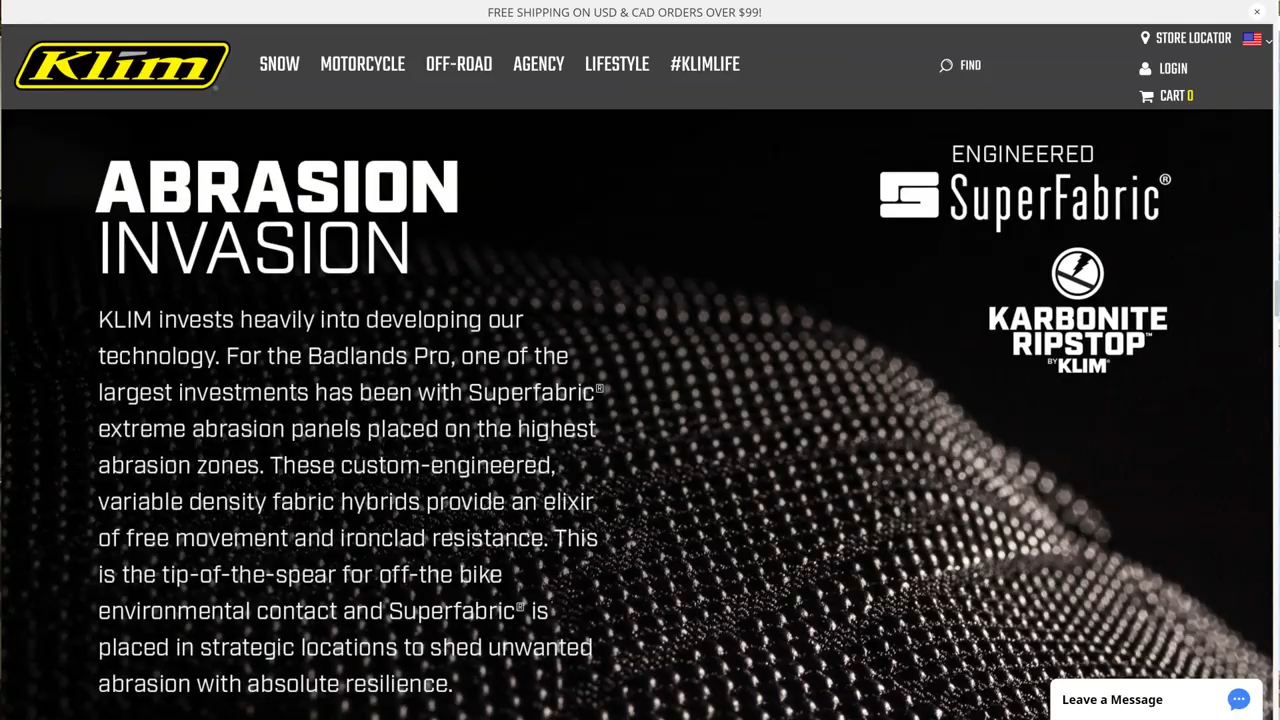 FREE SHIPPING ON USD & CAD ORDERS OVER $99!
×
Klim
SNOW MOTORCYCLE OFF-ROAD AGENCY LIFESTYLE #KLIMLIFE
FIND
STORE LOCATOR
LOGIN
CART 0
ABRASION
INVASION
KLIM invests heavily into developing our
technology. For the Badlands Pro, one of the
largest investments has been with Superfabric®
extreme abrasion panels placed on the highest
abrasion zones. These custom-engineered,
variable density fabric hybrids provide an elixir
of free movement and ironclad resistance. This
is the tip-of-the-spear for off-the bike
environmental contact and Superfabric® is
placed in strategic locations to shed unwanted
abrasion with absolute resilience.
ENGINEERED
SuperFabric®
KARBONITE
RIPSTOP™
BY KLIM®
Leave a Message